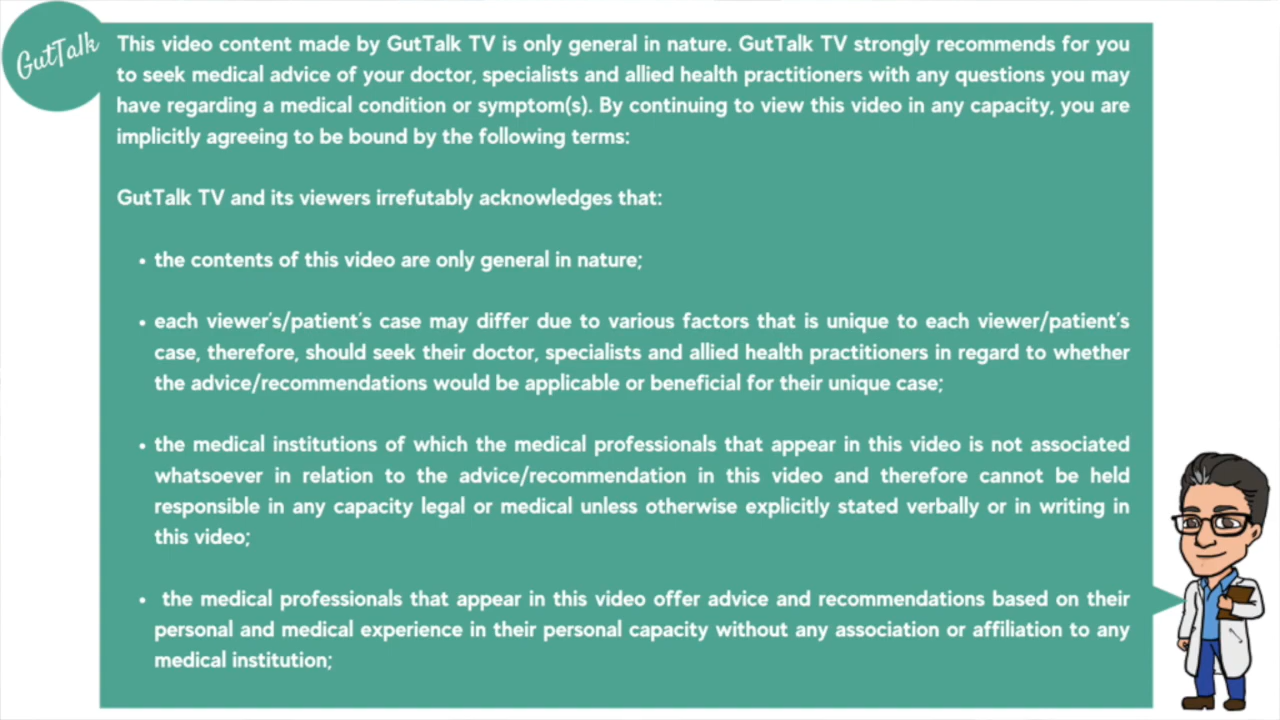 GutTalk
This video content made by GutTalk TV is only general in nature. GutTalk TV strongly recommends for you
to seek medical advice of your doctor, specialists and allied health practitioners with any questions you may
have regarding a medical condition or symptom(s). By continuing to view this video in any capacity, you are
implicitly agreeing to be bound by the following terms:
GutTalk TV and its viewers irrefutably acknowledges that:
• the contents of this video are only general in nature;
• each viewer's/patient's case may differ due to various factors that is unique to each viewer/patient's
case, therefore, should seek their doctor, specialists and allied health practitioners in regard to whether
the advice/recommendations would be applicable or beneficial for their unique case;
• the medical institutions of which the medical professionals that appear in this video is not associated
whatsoever in relation to the advice/recommendation in this video and therefore cannot be held
responsible in any capacity legal or medical unless otherwise explicitly stated verbally or in writing in
this video;
• the medical professionals that appear in this video offer advice and recommendations based on their
personal and medical experience in their personal capacity without any association or affiliation to any
medical institution;